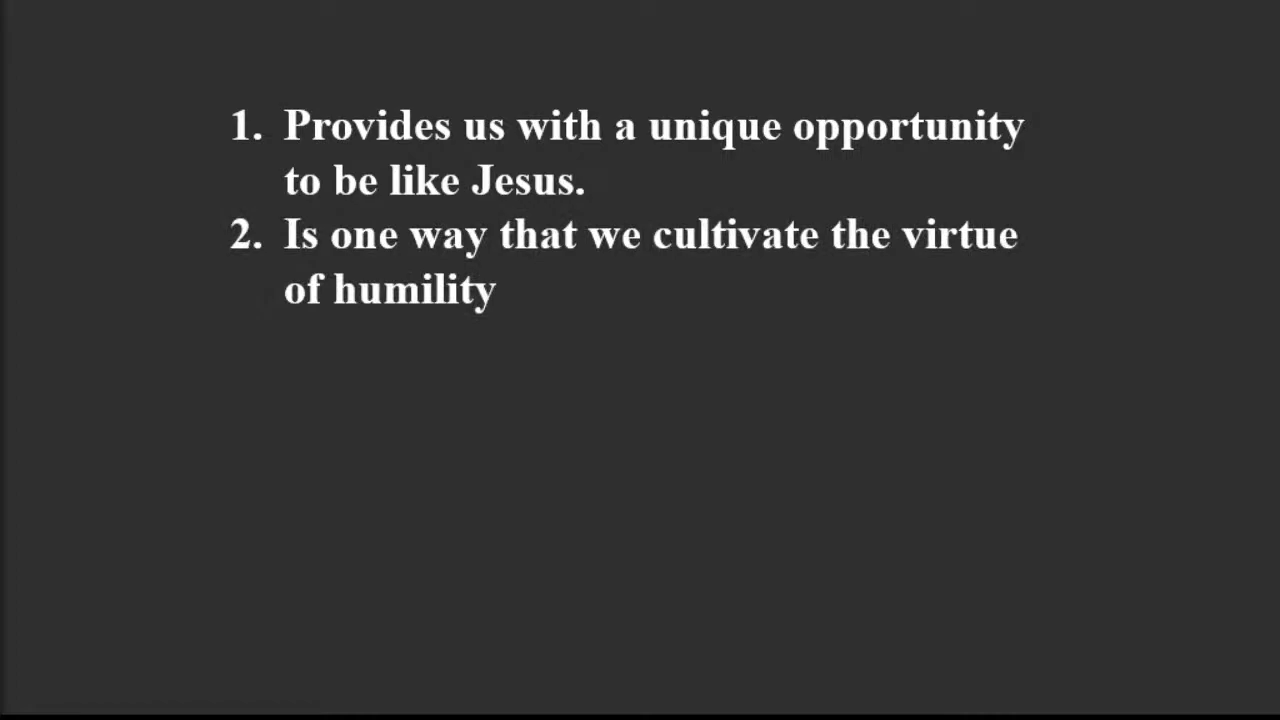 1. Provides us with a unique opportunity
to be like Jesus.
2. Is one way that we cultivate the virtue
of humility